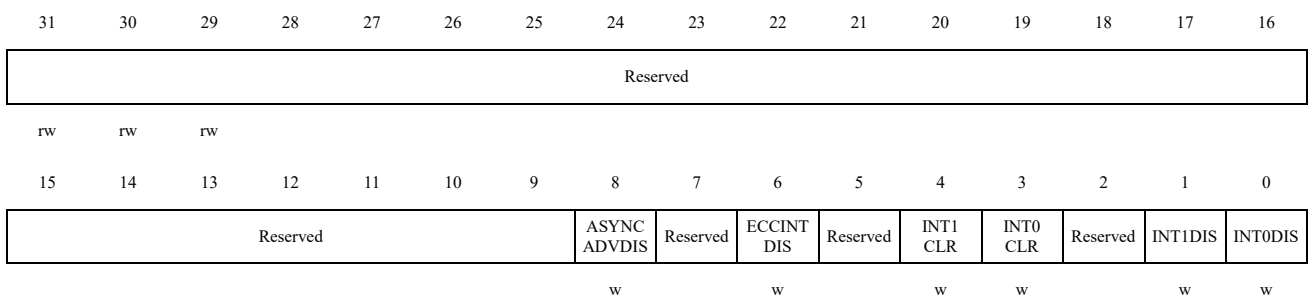 31 30 29 28 27 26 25 24 23 22 21 20 19 18 17 16
Reserved
rw rw rw
15 14 13 12 11 10 9 8 7 6 5 4 3 2 1 0
Reserved ASYNC ADVDIS Reserved ECCINT DIS Reserved INT1 CLR INT0 CLR Reserved INT1DIS INT0DIS
w w w w w w